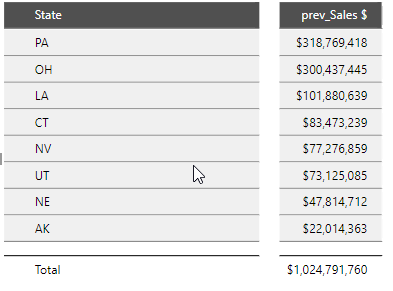 State prev_Sales $
PA $318,769,418
OH $300,437,445
LA $101,880,639
CT $83,473,239
NV $77,276,859
UT $73,125,085
NE $47,814,712
AK $22,014,363
Total $1,024,791,760